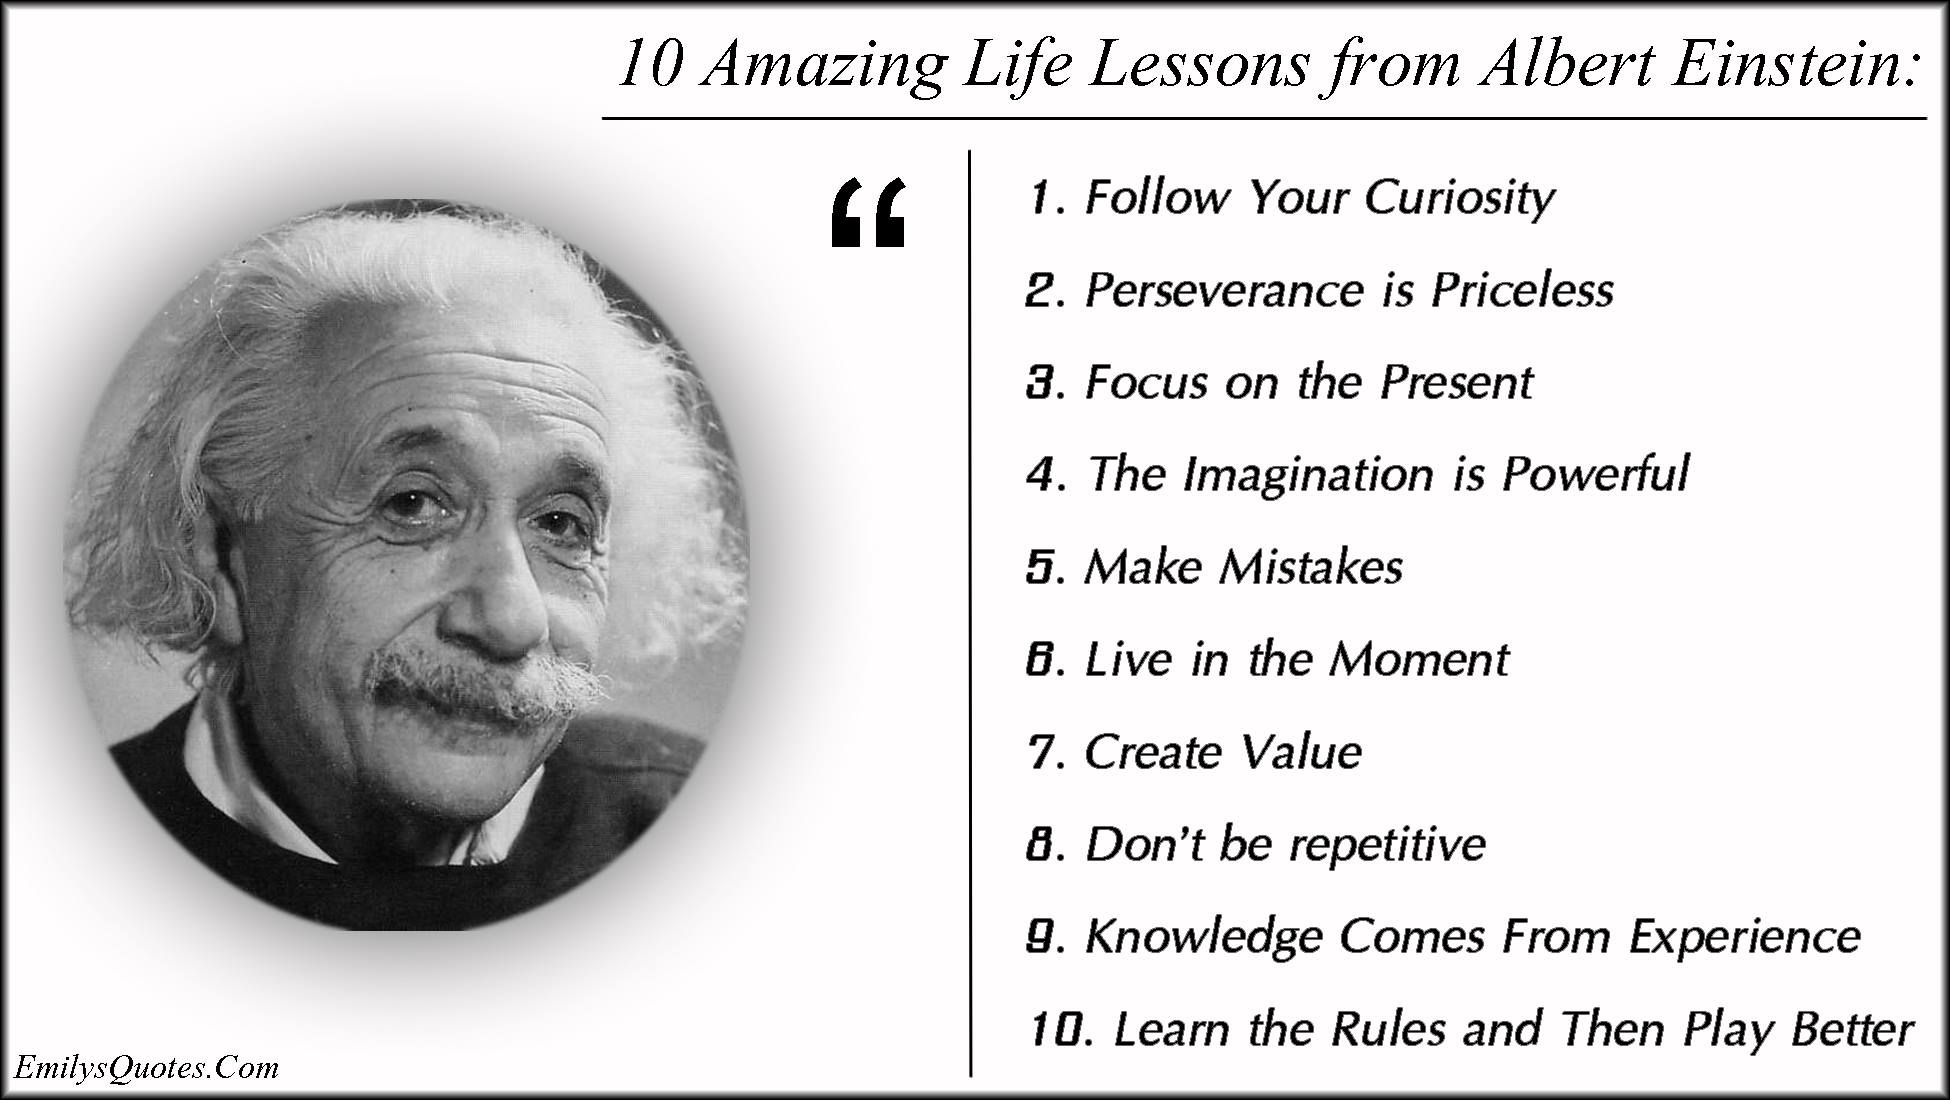 10 Amazing Life Lessons from Albert Einstein:
“
1. Follow Your Curiosity
2. Perseverance is Priceless
3. Focus on the Present
4. The Imagination is Powerful
5. Make Mistakes
6. Live in the Moment
7. Create Value
8. Don’t be repetitive
9. Knowledge Comes From Experience
10. Learn the Rules and Then Play Better
EmilysQuotes.Com